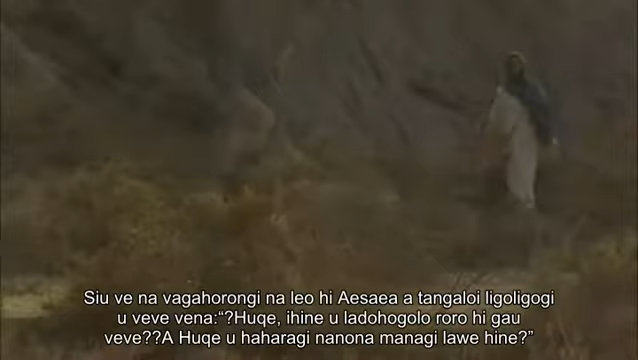 Siu ve na vagahorongi na leo hi Aesaea a tangaloi ligoligogi
u veve vena:“?Huqe, ihine u ladohogolo roro hi gau
veve??A Huqe u haharagi nanona managi lawe hine?”